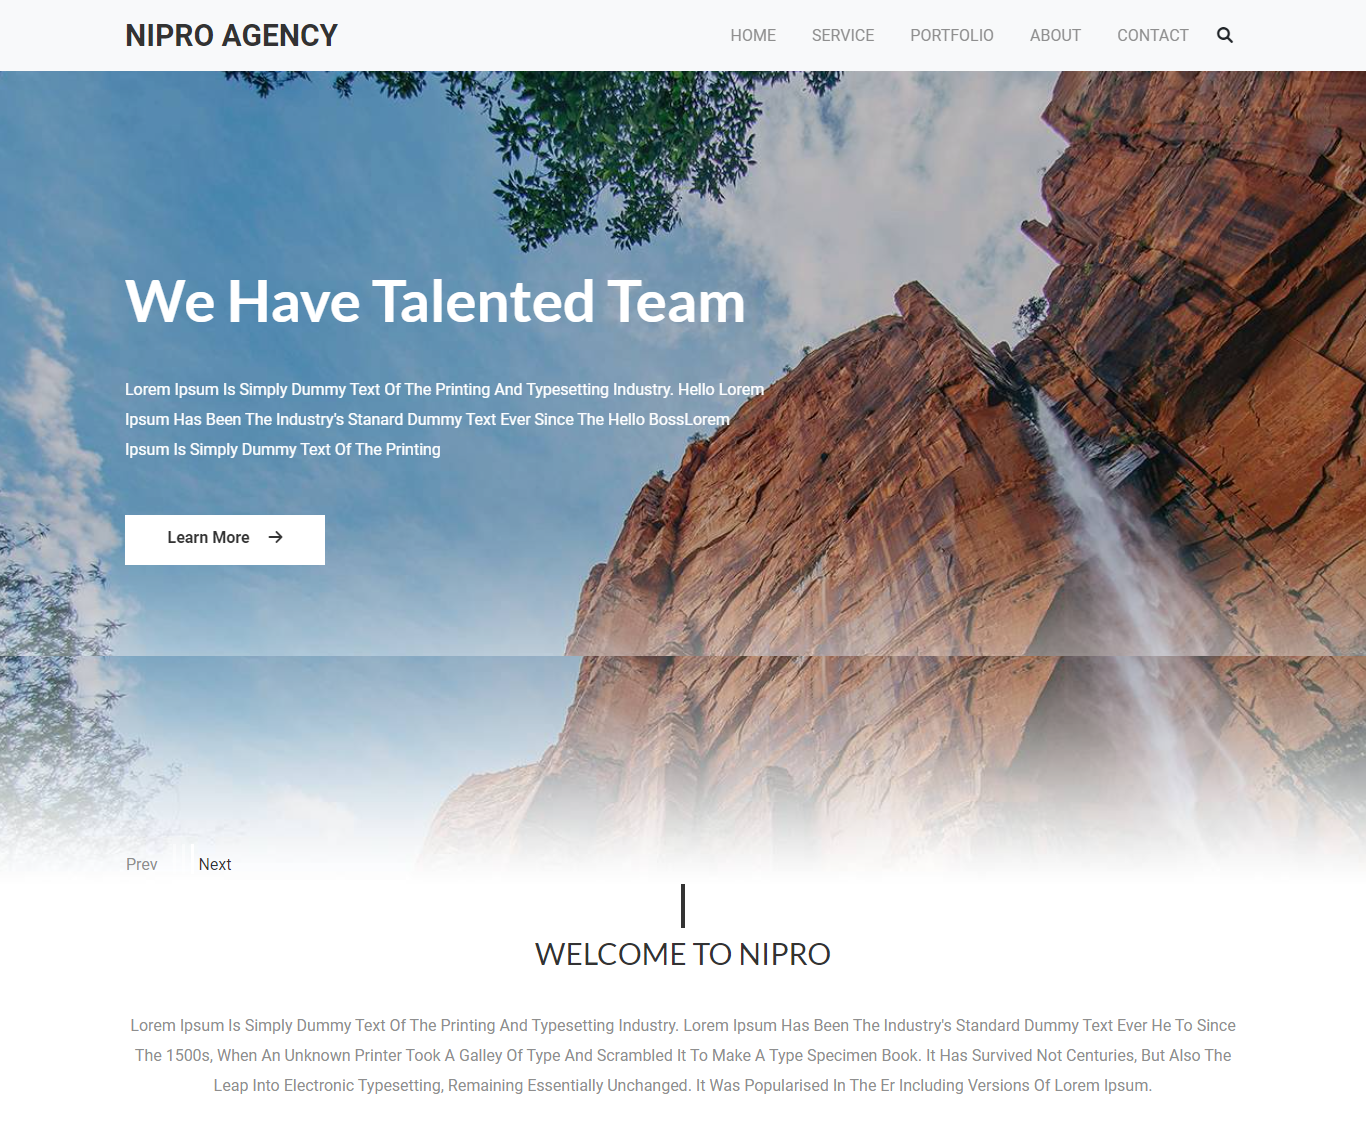 NIPRO AGENCY
HOME SERVICE PORTFOLIO ABOUT CONTACT
We Have Talented Team
Lorem Ipsum Is Simply Dummy Text Of The Printing And Typesetting Industry. Hello Lorem
Ipsum Has Been The Industry's Stanard Dummy Text Ever Since The Hello BossLorem
Ipsum Is Simply Dummy Text Of The Printing
Learn More
Prev Next
WELCOME TO NIPRO
Lorem Ipsum Is Simply Dummy Text Of The Printing And Typesetting Industry. Lorem Ipsum Has Been The Industry's Standard Dummy Text Ever He To Since
The 1500s, When An Unknown Printer Took A Galley Of Type And Scrambled It To Make A Type Specimen Book. It Has Survived Not Centuries, But Also The
Leap Into Electronic Typesetting, Remaining Essentially Unchanged. It Was Popularised In The Er Including Versions Of Lorem Ipsum.